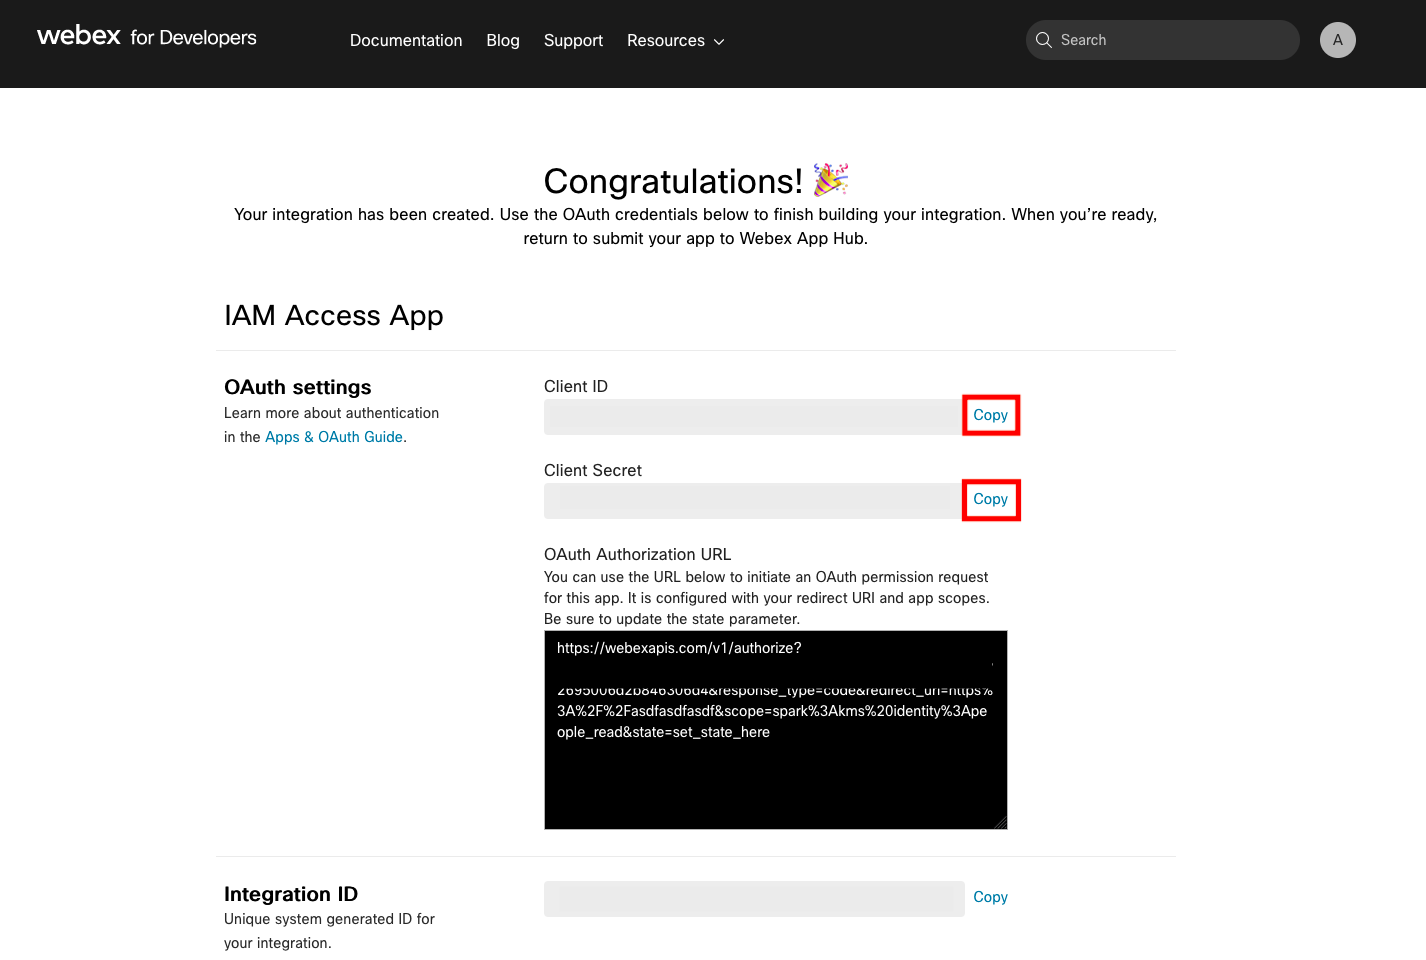 webex for Developers
Documentation Blog Support Resources
Search
A
Congratulations! 🎉
Your integration has been created. Use the OAuth credentials below to finish building your integration. When you're ready,
return to submit your app to Webex App Hub.
IAM Access App
OAuth settings
Learn more about authentication
in the Apps & OAuth Guide.
Client ID
Copy
Client Secret
Copy
OAuth Authorization URL
You can use the URL below to initiate an OAuth permission request
for this app. It is configured with your redirect URI and app scopes.
Be sure to update the state parameter.
https://webexapis.com/v1/authorize?
2695006d2b846306d4&response_type=code&redirect_uri=https%
3A%2F%2Fasdfasdfasdf&scope=spark%3Akms%20identity%3Ape
ople_read&state=set_state_here
Integration ID
Unique system generated ID for
your integration.
Copy